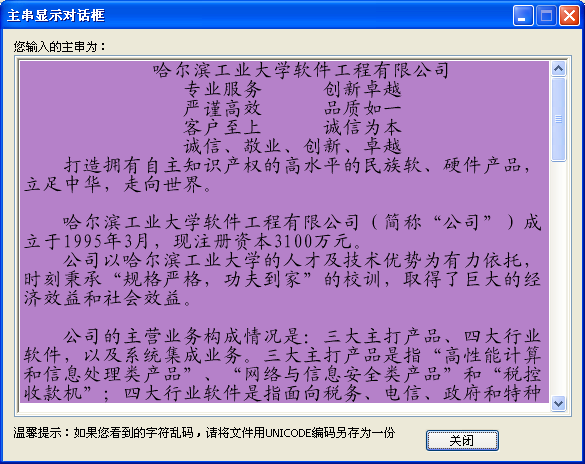 主串显示对话框
您输入的主串为：
哈尔滨工业大学软件工程有限公司
专业服务 创新卓越
严谨高效 品质如一
客户至上 诚信为本
诚信、敬业、创新、卓越
打造拥有自主知识产权的高水平的民族软、硬件产品，
立足中华，走向世界。
哈尔滨工业大学软件工程有限公司（简称“公司”）成
立于1995年3月，现注册资本3100万元。
公司以哈尔滨工业大学的人才及技术优势为有力依托，
时刻秉承“规格严格，功夫到家”的校训，取得了巨大的经
济效益和社会效益。
公司的主营业务构成情况是：三大主打产品、四大行业
软件，以及系统集成业务。三大主打产品是指“高性能计算
和信息处理类产品”、“网络与信息安全类产品”和“税控
收款机”；四大行业软件是指面向税务、电信、政府和特种
温馨提示：如果您看到的字符乱码，请将文件用UNICODE编码另存为一份
关闭